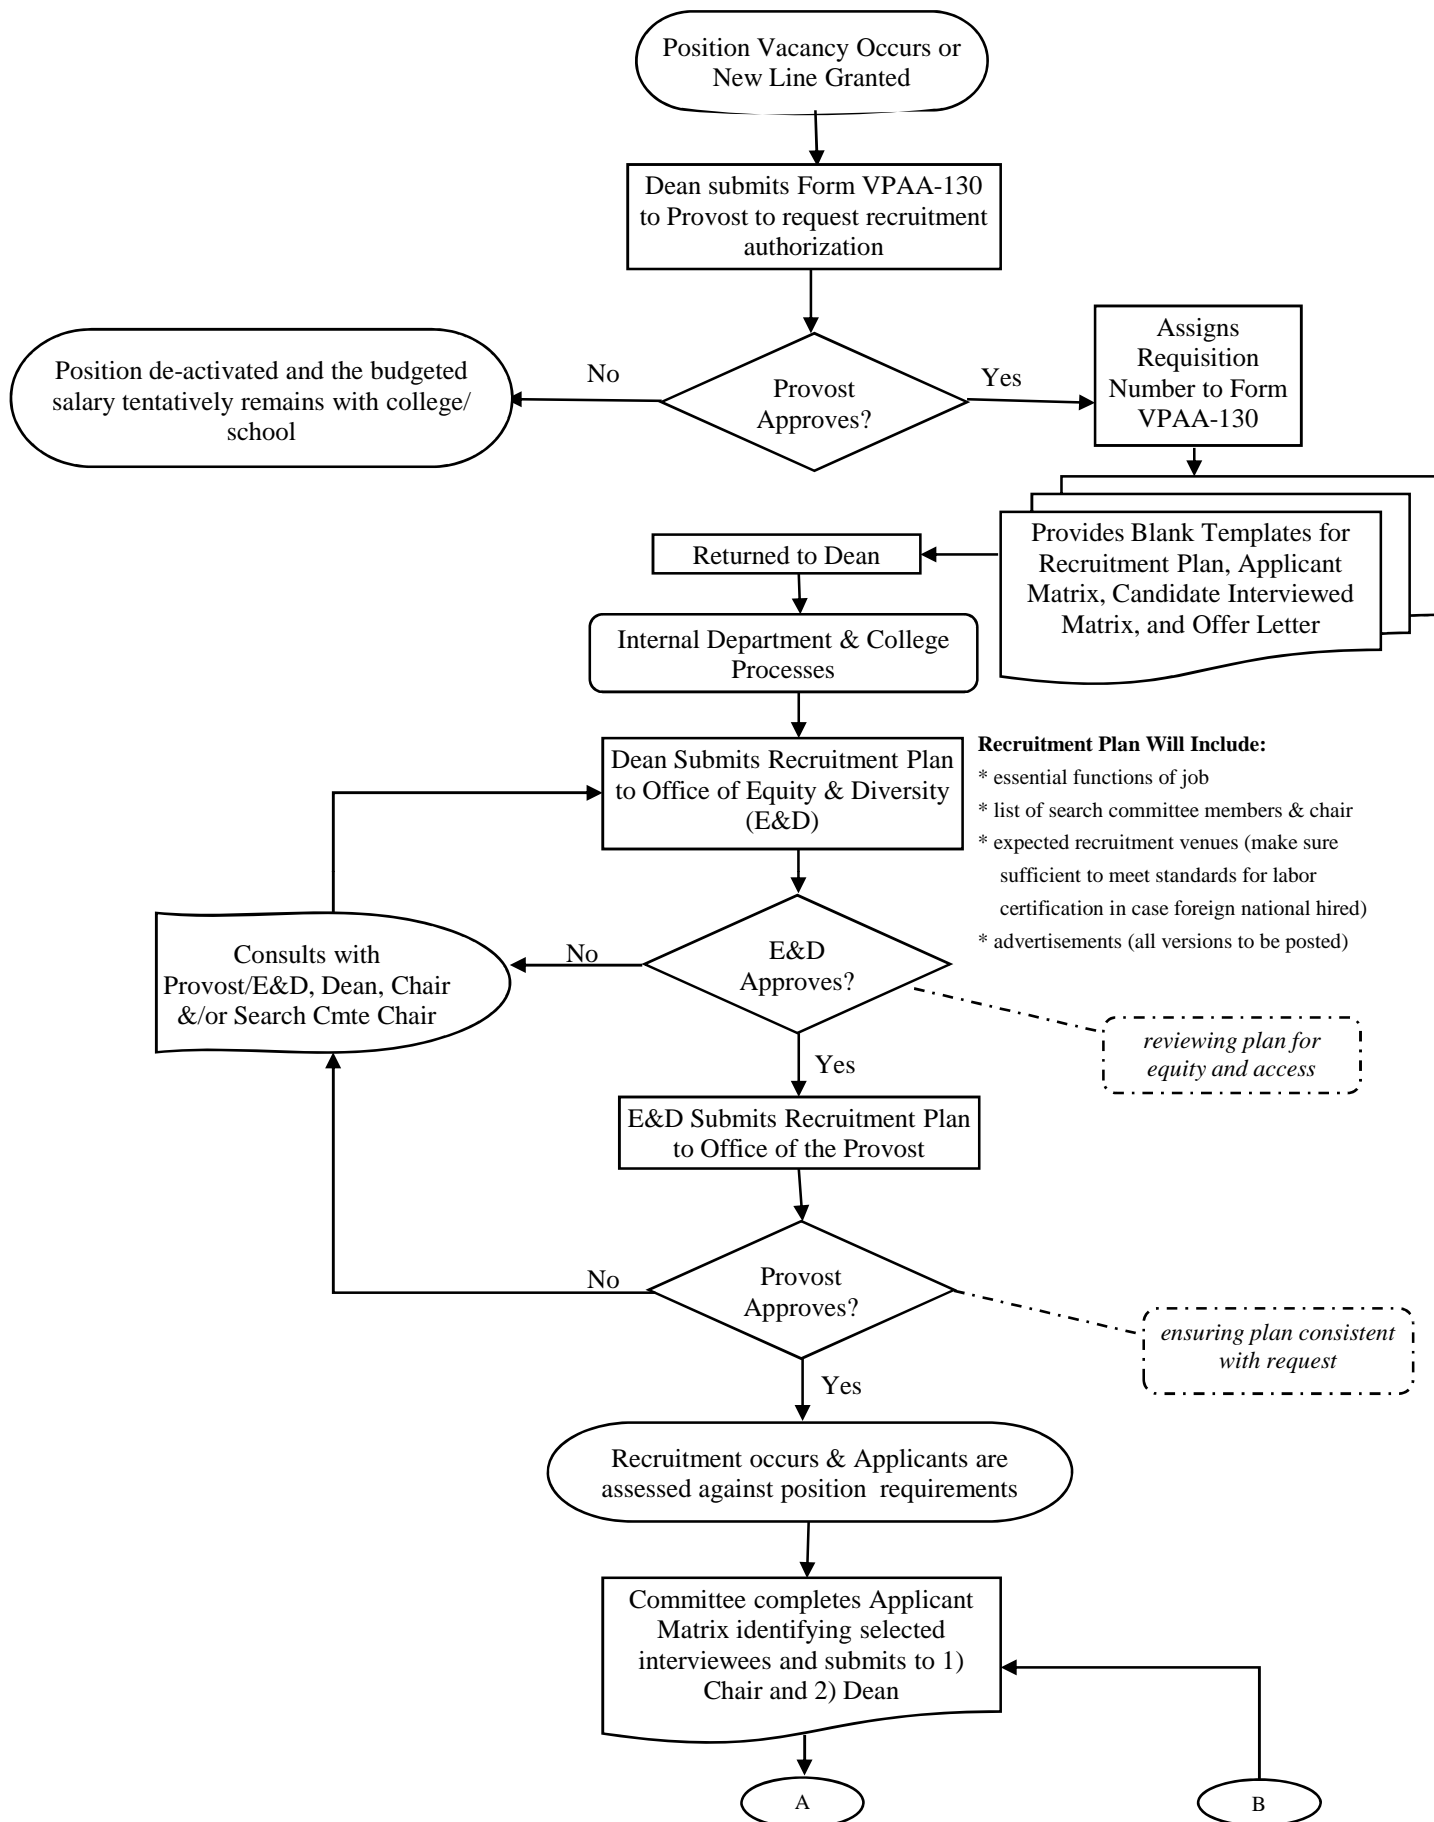 Position Vacancy Occurs or
New Line Granted
Dean submits Form VPAA-130
to Provost to request recruitment
authorization
Position de-activated and the budgeted
salary tentatively remains with college/
school
No
Provost
Approves?
Yes
Assigns
Requisition
Number to Form
VPAA-130
Provides Blank Templates for
Recruitment Plan, Applicant
Matrix, Candidate Interviewed
Matrix, and Offer Letter
Returned to Dean
Internal Department & College
Processes
Dean Submits Recruitment Plan
to Office of Equity & Diversity
(E&D)
Recruitment Plan Will Include:
* essential functions of job
* list of search committee members & chair
* expected recruitment venues (make sure
sufficient to meet standards for labor
certification in case foreign national hired)
* advertisements (all versions to be posted)
Consults with
Provost/E&D, Dean, Chair
&/or Search Cmte Chair
No
E&D
Approves?
reviewing plan for
equity and access
Yes
E&D Submits Recruitment Plan
to Office of the Provost
No
Provost
Approves?
ensuring plan consistent
with request
Yes
Recruitment occurs & Applicants are
assessed against position requirements
Committee completes Applicant
Matrix identifying selected
interviewees and submits to 1)
Chair and 2) Dean
A
B